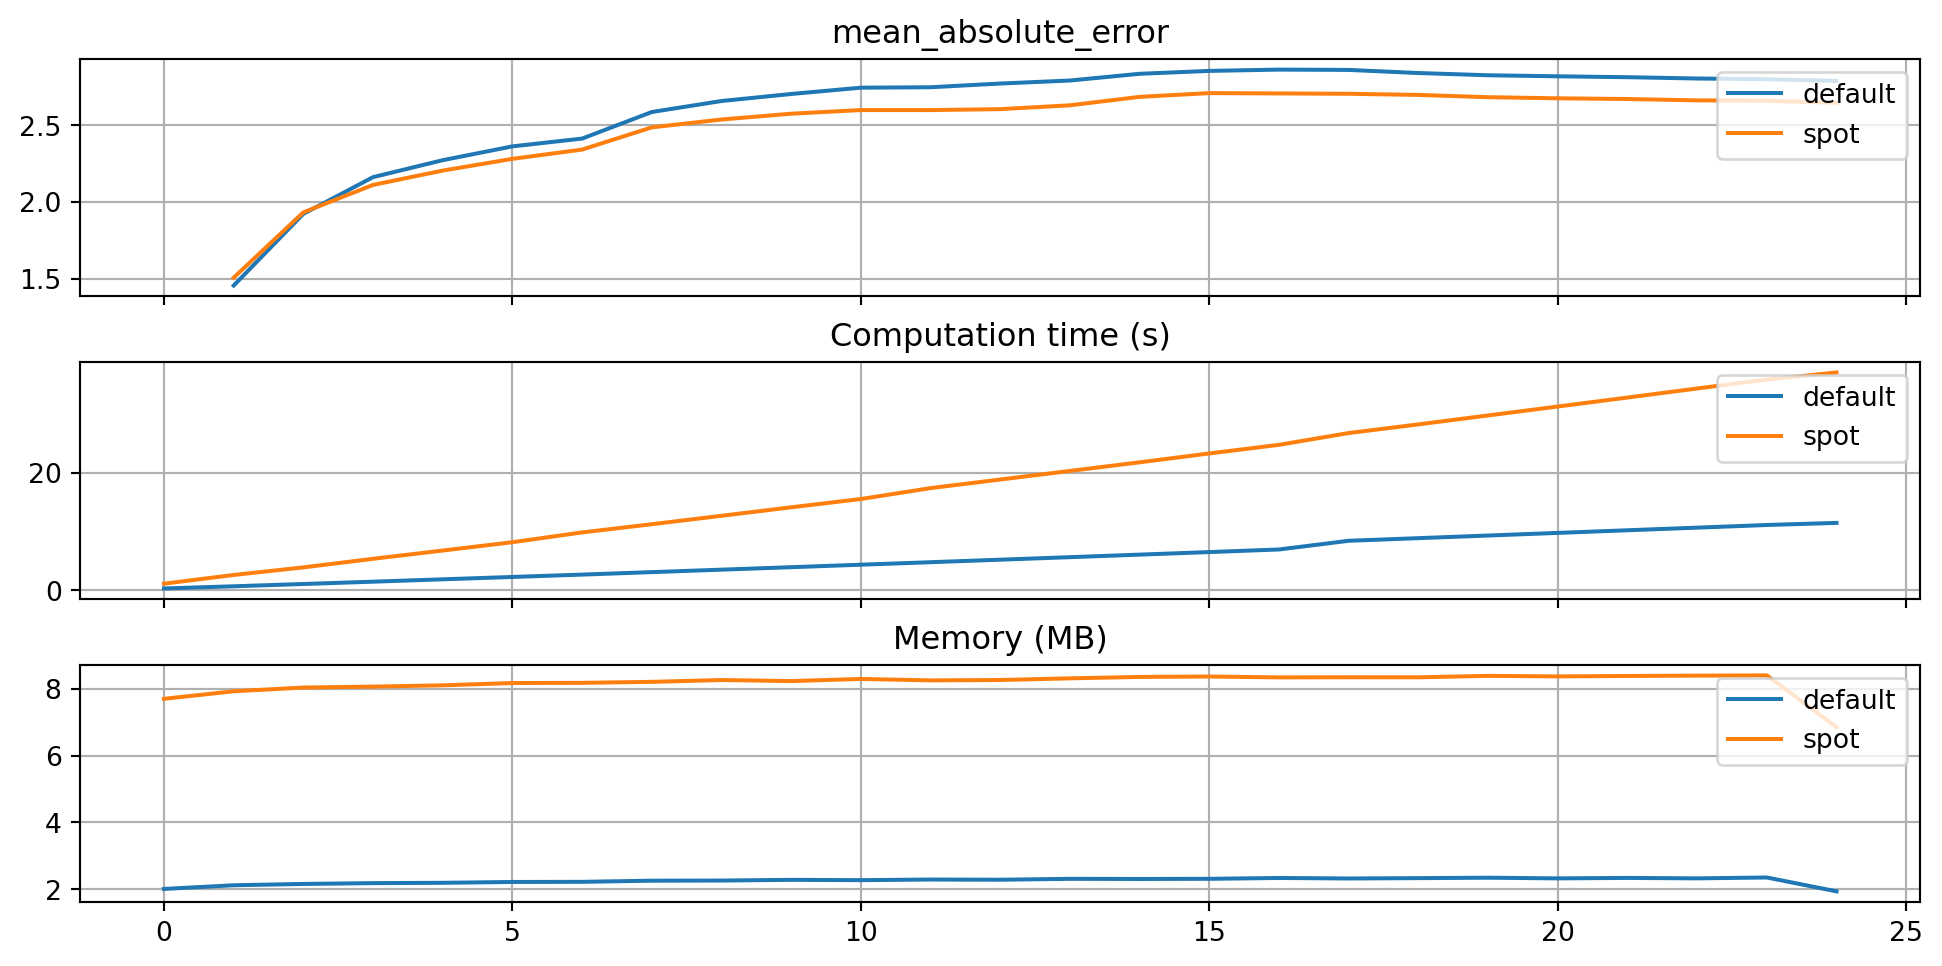 mean_absolute_error
2.5
2.0
1.5
default
spot
Computation time (s)
20
0
default
spot
Memory (MB)
8
6
4
2
default
spot
0 5 10 15 20 25